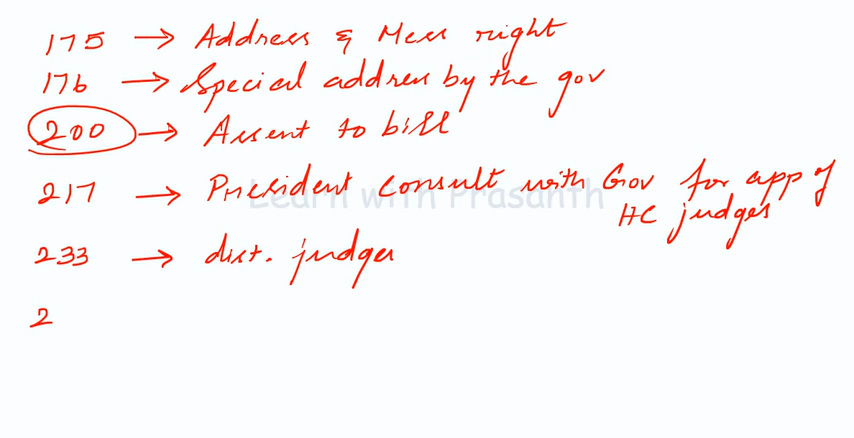 175 → Address & Mess right
176 → Special address by the gov
200 → Assent to bill
217 → President consult with Gov for app of
HC judges
Learn with Prasanth
233 → dist. judges
2